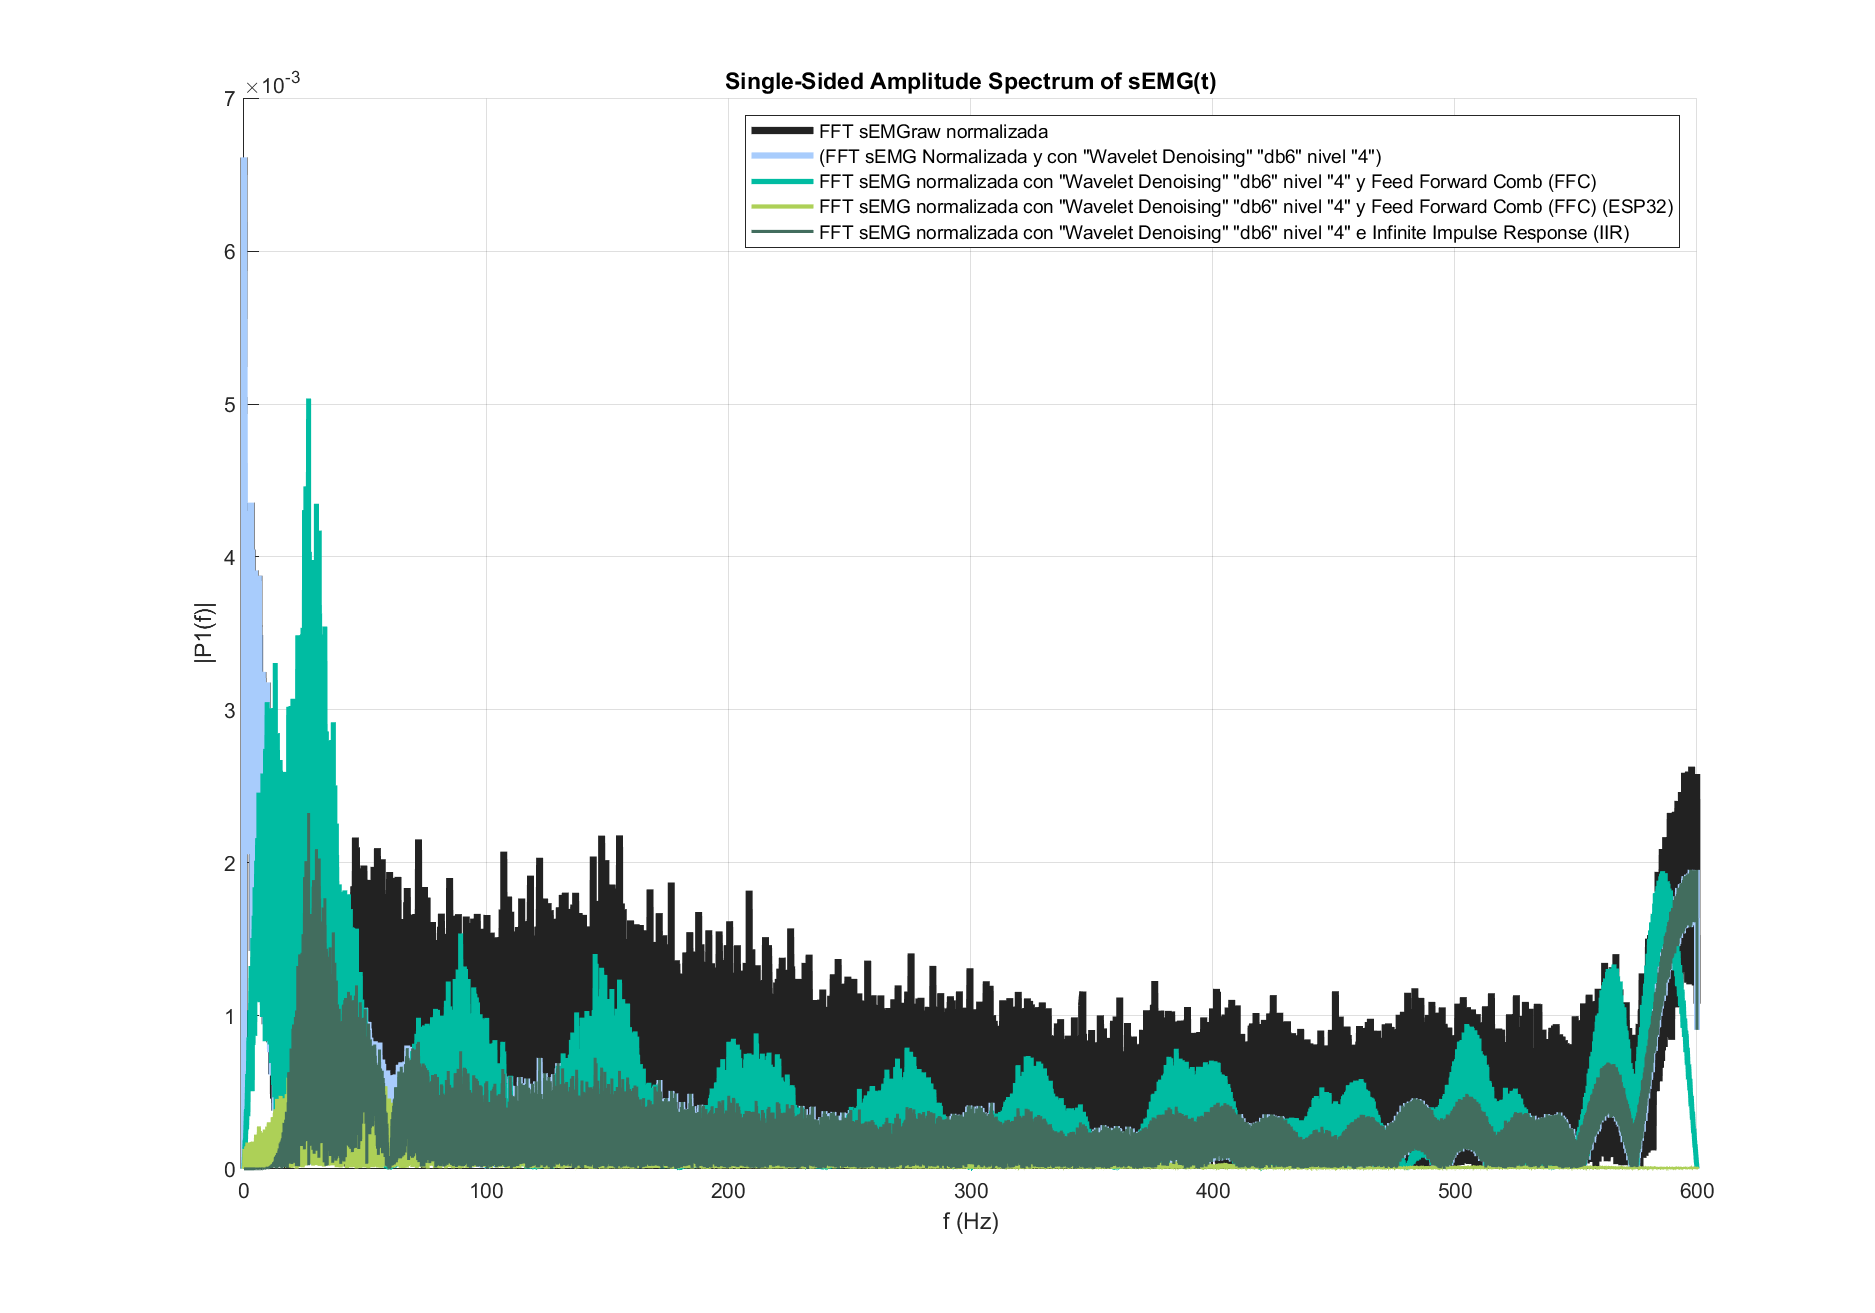 Single-Sided Amplitude Spectrum of sEMG(t)
×10-3
FFT sEMGraw normalizada
(FFT sEMG Normalizada y con "Wavelet Denoising" "db6" nivel "4")
FFT sEMG normalizada con "Wavelet Denoising" "db6" nivel "4" y Feed Forward Comb (FFC)
FFT sEMG normalizada con "Wavelet Denoising" "db6" nivel "4" y Feed Forward Comb (FFC) (ESP32)
FFT sEMG normalizada con "Wavelet Denoising" "db6" nivel "4" e Infinite Impulse Response (IIR)
7
6
5
4
3
2
1
0
|P1(f)|
0 100 200 300 400 500 600
f (Hz)